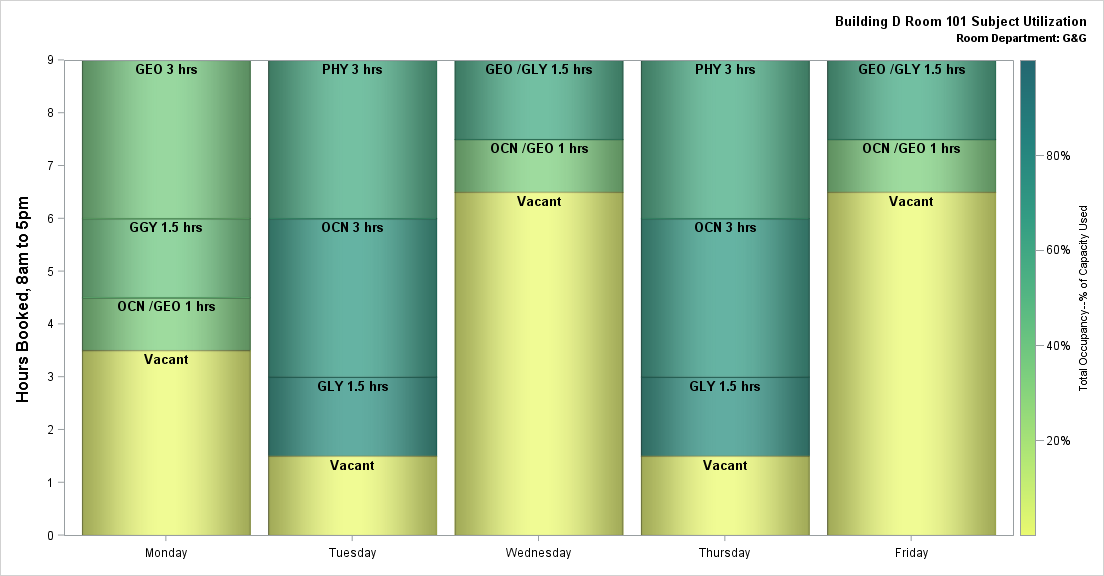 Building D Room 101 Subject Utilization
Room Department: G&G
Hours Booked, 8am to 5pm
9
8
7
6
5
4
3
2
1
0
GEO 3 hrs
GGY 1.5 hrs
OCN /GEO 1 hrs
Vacant
PHY 3 hrs
OCN 3 hrs
GLY 1.5 hrs
Vacant
GEO /GLY 1.5 hrs
OCN /GEO 1 hrs
Vacant
PHY 3 hrs
OCN 3 hrs
GLY 1.5 hrs
Vacant
GEO /GLY 1.5 hrs
OCN /GEO 1 hrs
Vacant
Monday
Tuesday
Wednesday
Thursday
Friday
80%
60%
40%
20%
Total Occupancy--% of Capacity Used